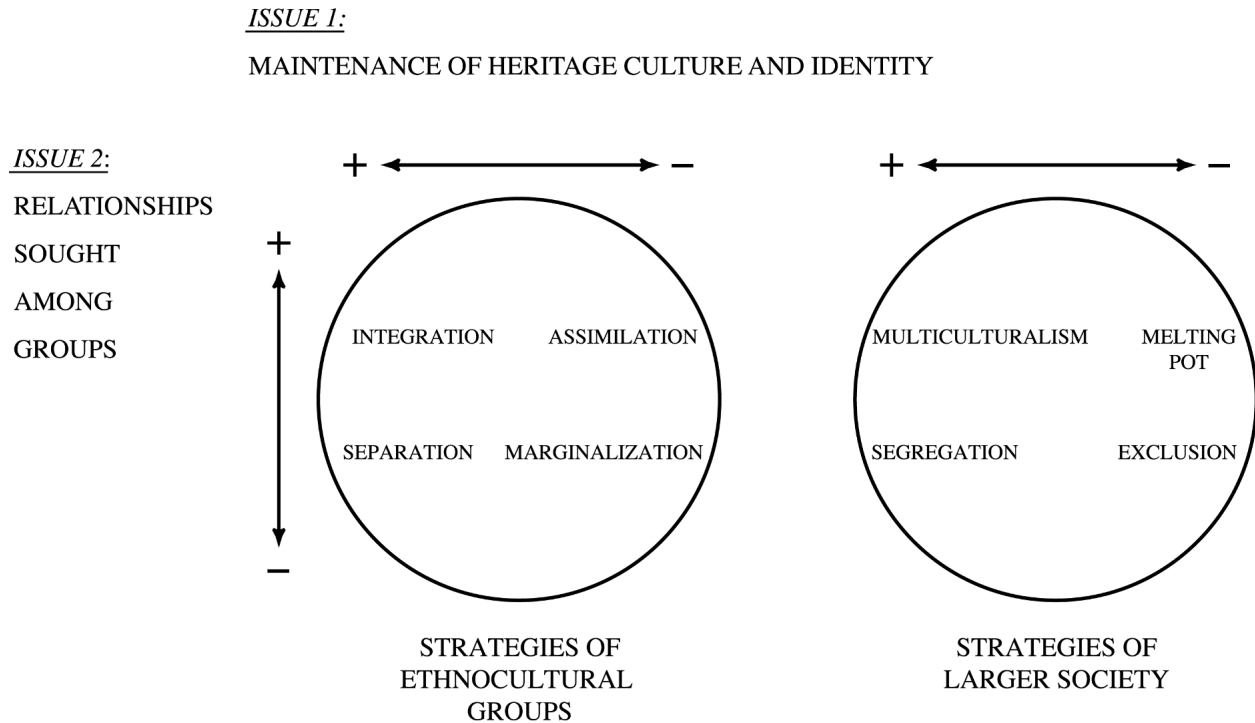 ISSUE 1:
MAINTENANCE OF HERITAGE CULTURE AND IDENTITY
ISSUE 2:
RELATIONSHIPS
SOUGHT
AMONG
GROUPS
+ −
+
−
INTEGRATION ASSIMILATION
SEPARATION MARGINALIZATION
STRATEGIES OF
ETHNOCULTURAL
GROUPS
+ −
MULTICULTURALISM MELTING
POT
SEGREGATION EXCLUSION
STRATEGIES OF
LARGER SOCIETY